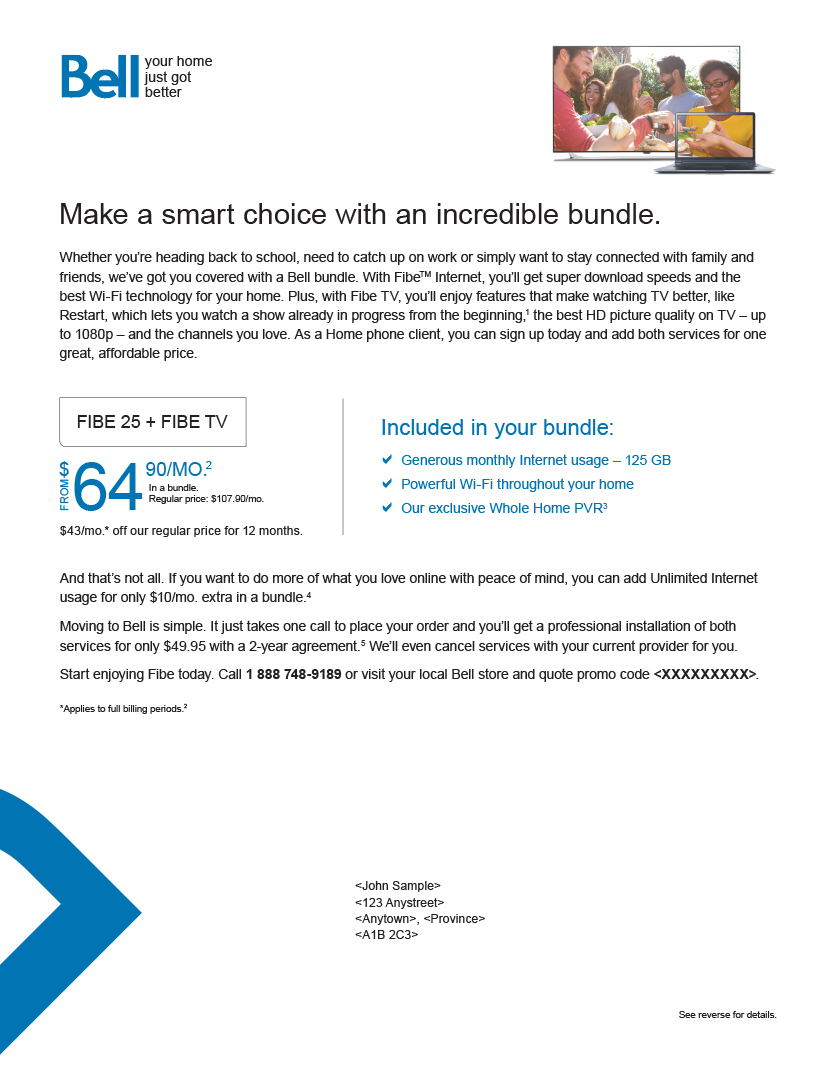 Bell
your home
just got
better
Make a smart choice with an incredible bundle.
Whether you’re heading back to school, need to catch up on work or simply want to stay connected with family and
friends, we’ve got you covered with a Bell bundle. With Fibe™ Internet, you’ll get super download speeds and the
best Wi-Fi technology for your home. Plus, with Fibe TV, you’ll enjoy features that make watching TV better, like
Restart, which lets you watch a show already in progress from the beginning,¹ the best HD picture quality on TV – up
to 1080p – and the channels you love. As a Home phone client, you can sign up today and add both services for one
great, affordable price.
FIBE 25 + FIBE TV
FROM $64 90/MO.²
In a bundle.
Regular price: $107.90/mo.
$43/mo.* off our regular price for 12 months.
Included in your bundle:
Generous monthly Internet usage – 125 GB
Powerful Wi-Fi throughout your home
Our exclusive Whole Home PVR³
And that’s not all. If you want to do more of what you love online with peace of mind, you can add Unlimited Internet
usage for only $10/mo. extra in a bundle.⁴
Moving to Bell is simple. It just takes one call to place your order and you’ll get a professional installation of both
services for only $49.95 with a 2-year agreement.⁵ We’ll even cancel services with your current provider for you.
Start enjoying Fibe today. Call 1 888 748-9189 or visit your local Bell store and quote promo code <XXXXXXXXX>.
*Applies to full billing periods.²
<John Sample>
<123 Anystreet>
<Anytown>, <Province>
<A1B 2C3>
See reverse for details.